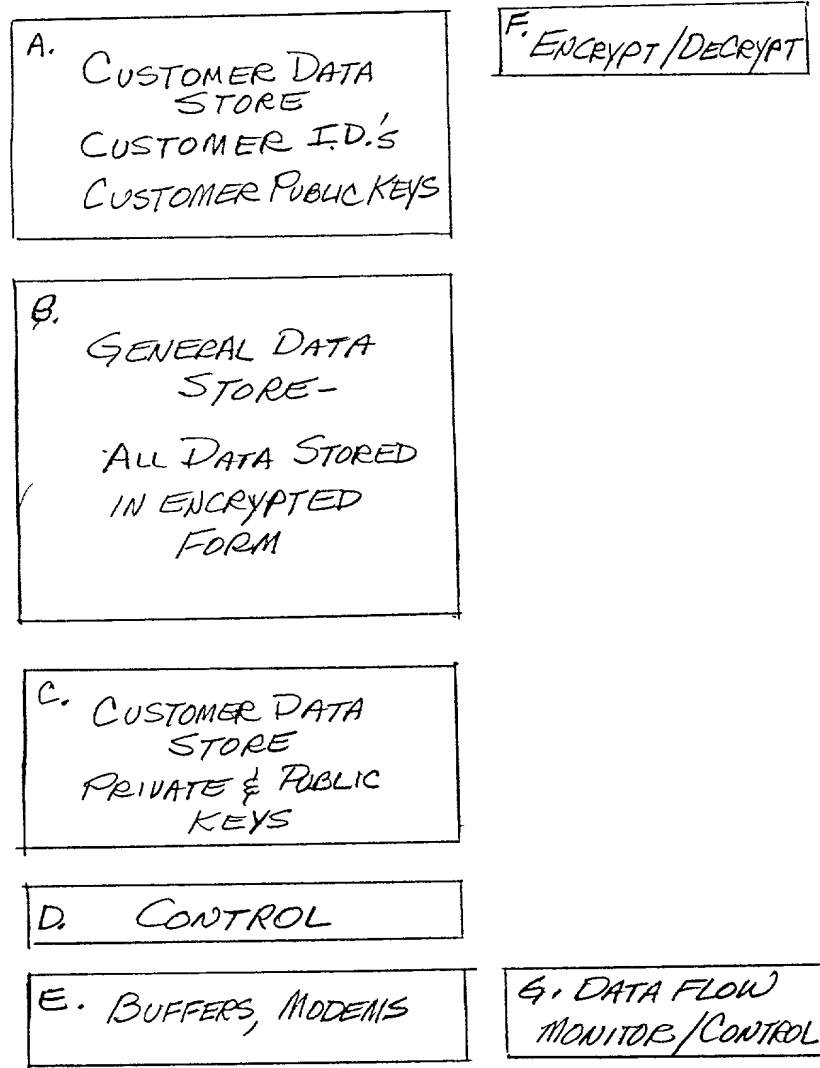 A.
CUSTOMER DATA
STORE
CUSTOMER I.D.'S
CUSTOMER PUBLIC KEYS
F.
ENCRYPT/DECRYPT
B.
GENERAL DATA
STORE-
ALL DATA STORED
IN ENCRYPTED
FORM
C.
CUSTOMER DATA
STORE
PRIVATE & PUBLIC
KEYS
D. CONTROL
E. BUFFERS, MODEMS
G. DATA FLOW
MONITOR/CONTROL